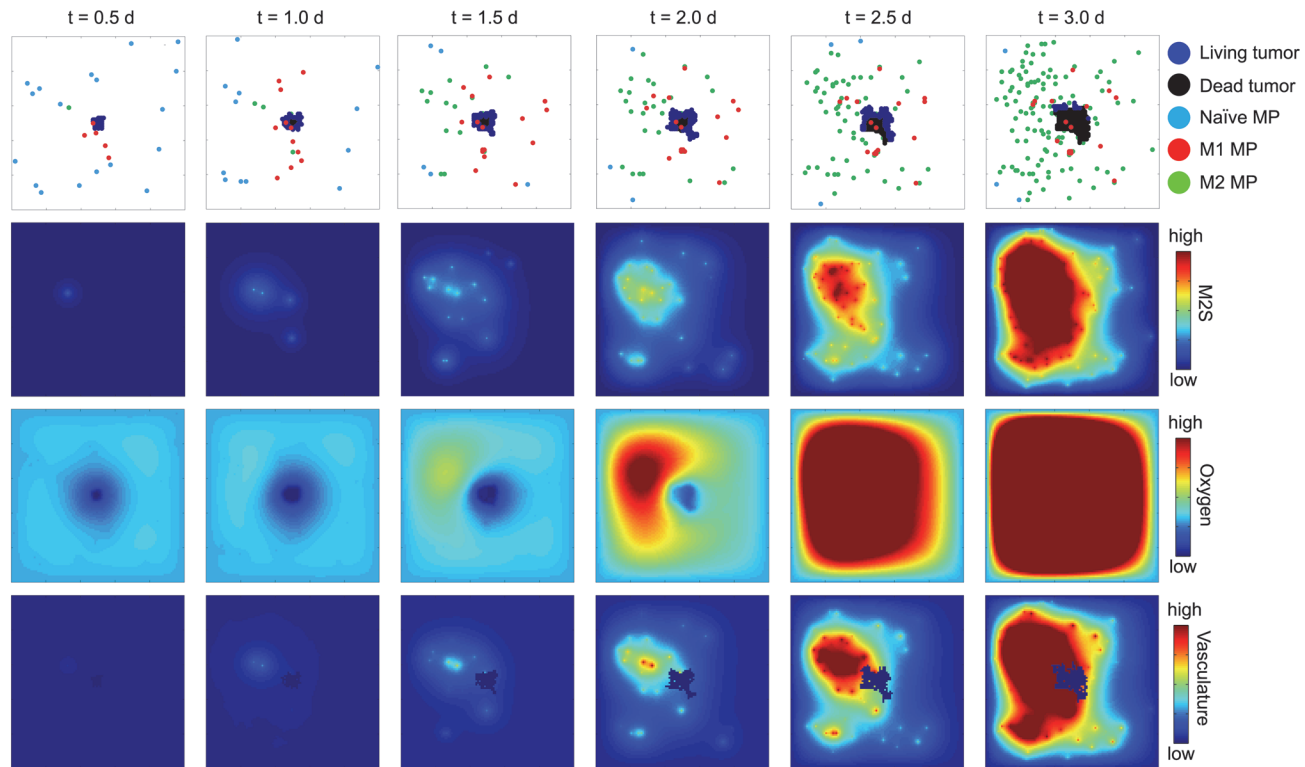 t = 0.5 d
t = 1.0 d
t = 1.5 d
t = 2.0 d
t = 2.5 d
t = 3.0 d
Living tumor
Dead tumor
Naïve MP
M1 MP
M2 MP
high
M2S
low
high
Oxygen
low
high
Vasculature
low